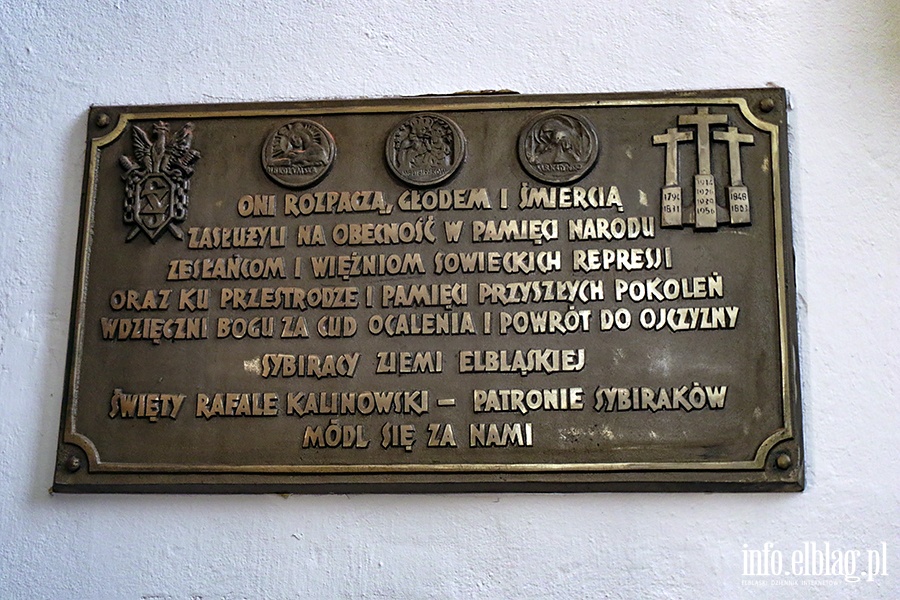 1794
1831
1914
1956
1848
1863
ONI ROZPACZĄ, GŁODEM I ŚMIERCIĄ
ZASŁUŻYLI NA OBECNOŚĆ W PAMIĘCI NARODU
ZESŁAŃCOM I WIĘŹNIOM SOWIECKICH REPRESJI
ORAZ KU PRZESTRODZE I PAMIĘCI PRZYSZŁYCH POKOLEŃ
WDZIĘCZNI BOGU ZA CUD OCALENIA I POWRÓT DO OJCZYZNY
SYBIRACY ZIEMI ELBLĄSKIEJ
ŚWIĘTY RAFALE KALINOWSKI – PATRONIE SYBIRAKÓW
MÓDL SIĘ ZA NAMI
info.elblag.pl